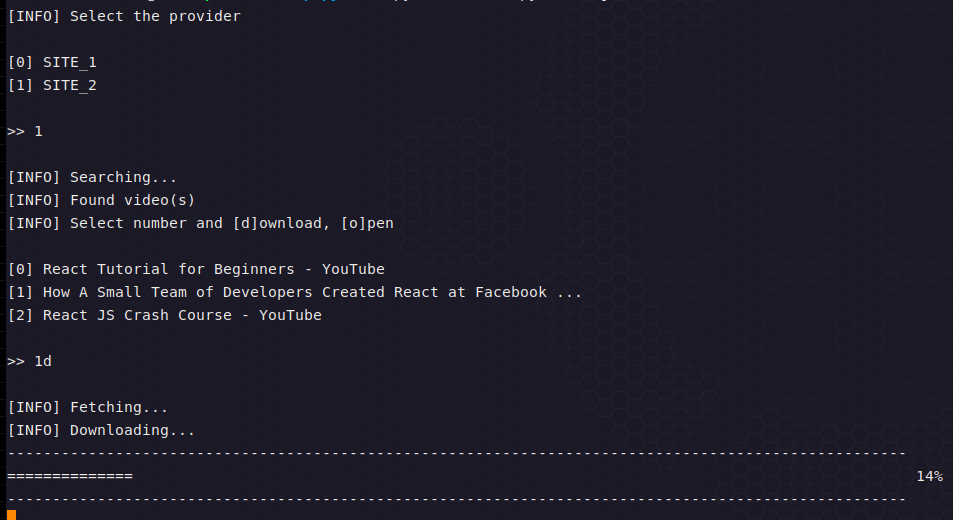 [INFO] Select the provider
[0] SITE_1
[1] SITE_2
>> 1
[INFO] Searching...
[INFO] Found video(s)
[INFO] Select number and [d]ownload, [o]pen
[0] React Tutorial for Beginners - YouTube
[1] How A Small Team of Developers Created React at Facebook ...
[2] React JS Crash Course - YouTube
>> 1d
[INFO] Fetching...
[INFO] Downloading...
----------------------------------------------------------------------------------------------------
============== 14%
----------------------------------------------------------------------------------------------------